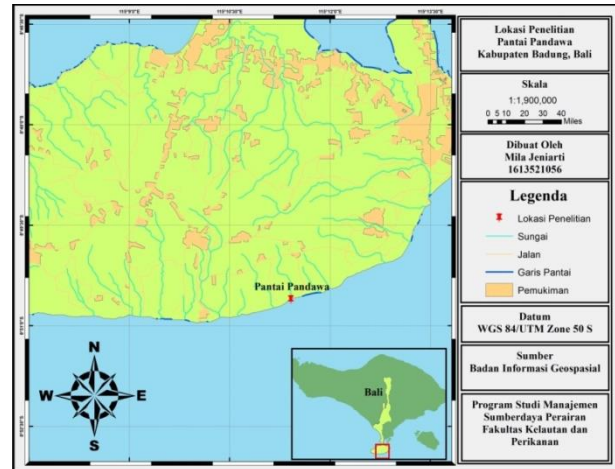 Lokasi Penelitian
Pantai Pandawa
Kabupaten Badung, Bali
Skala
1:1,900,000
0 5 10 20 30 40
Miles
Dibuat Oleh
Mila Jeniarti
1613521056
Legenda
Lokasi Penelitian
Sungai
Jalan
Garis Pantai
Pemukiman
Datum
WGS 84/UTM Zone 50 S
Sumber
Badan Informasi Geospasial
Program Studi Manajemen
Sumberdaya Perairan
Fakultas Kelautan dan
Perikanan
Pantai Pandawa
Bali
N
W E
S